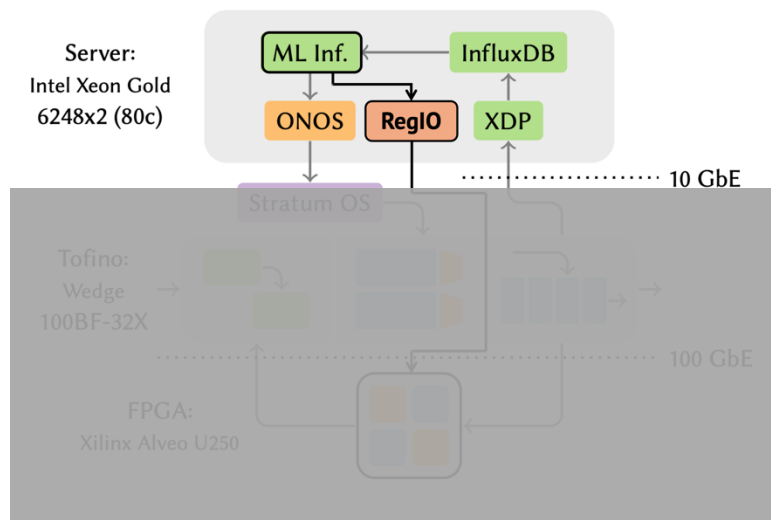 Server:
Intel Xeon Gold
6248x2 (80c)
ML Inf.
InfluxDB
ONOS
RegIO
XDP
10 GbE
Stratum OS
Tofino:
Wedge
100BF-32X
100 GbE
FPGA:
Xilinx Alveo U250